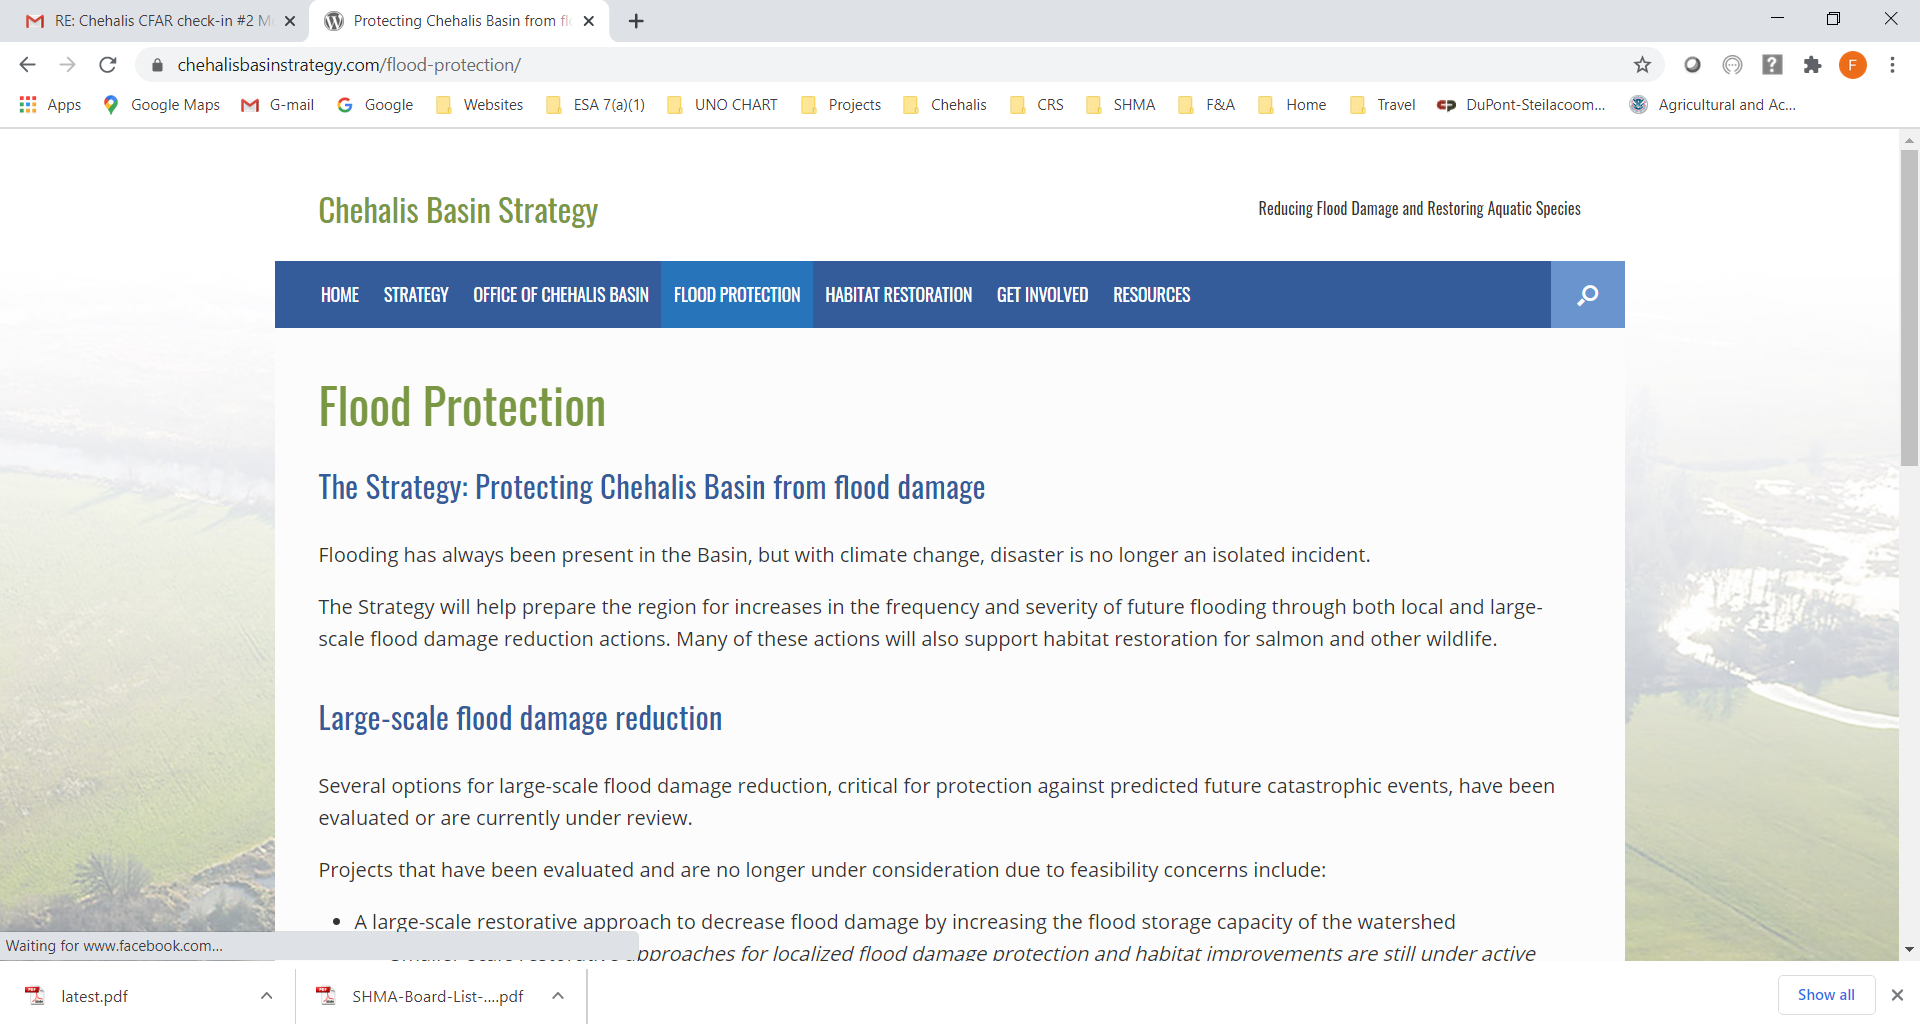 RE: Chehalis CFAR check-in #2 M
Protecting Chehalis Basin from fl
chehalisbasinstrategy.com/flood-protection/
F
Apps Google Maps G-mail Google Websites ESA 7(a)(1) UNO CHART Projects Chehalis CRS SHMA F&A Home Travel DuPont-Steilacoom... Agricultural and Ac...
Chehalis Basin Strategy
Reducing Flood Damage and Restoring Aquatic Species
HOME STRATEGY OFFICE OF CHEHALIS BASIN FLOOD PROTECTION HABITAT RESTORATION GET INVOLVED RESOURCES
Flood Protection
The Strategy: Protecting Chehalis Basin from flood damage
Flooding has always been present in the Basin, but with climate change, disaster is no longer an isolated incident.
The Strategy will help prepare the region for increases in the frequency and severity of future flooding through both local and large-
scale flood damage reduction actions. Many of these actions will also support habitat restoration for salmon and other wildlife.
Large-scale flood damage reduction
Several options for large-scale flood damage reduction, critical for protection against predicted future catastrophic events, have been
evaluated or are currently under review.
Projects that have been evaluated and are no longer under consideration due to feasibility concerns include:
• A large-scale restorative approach to decrease flood damage by increasing the flood storage capacity of the watershed
approaches for localized flood damage protection and habitat improvements are still under active
Waiting for www.facebook.com...
latest.pdf
SHMA-Board-List-....pdf
Show all